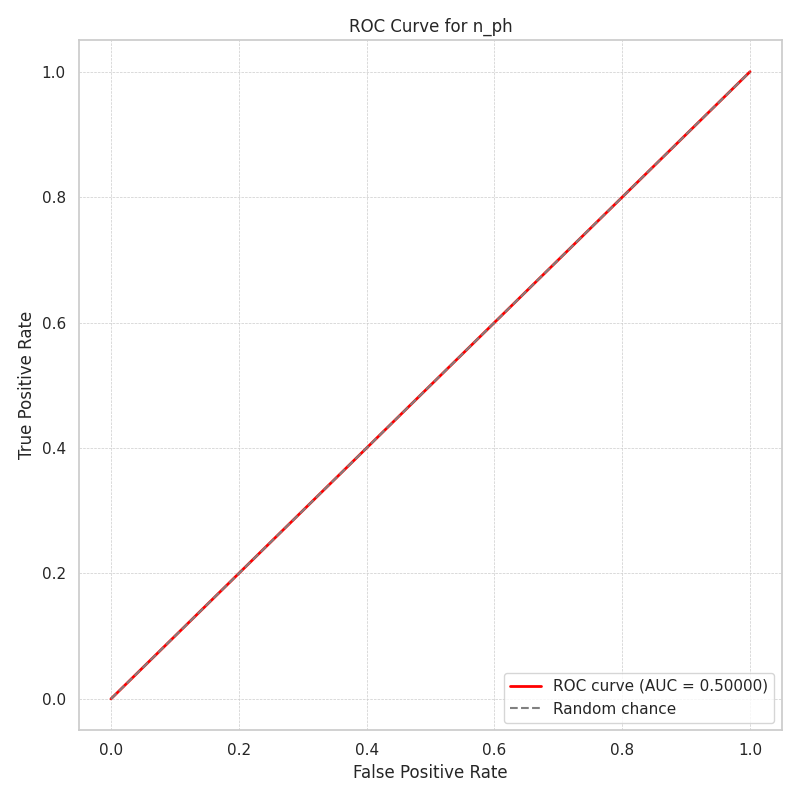 ROC Curve for n_ph
True Positive Rate
1.0
0.8
0.6
0.4
0.2
0.0
ROC curve (AUC = 0.50000)
Random chance
0.0 0.2 0.4 0.6 0.8 1.0
False Positive Rate